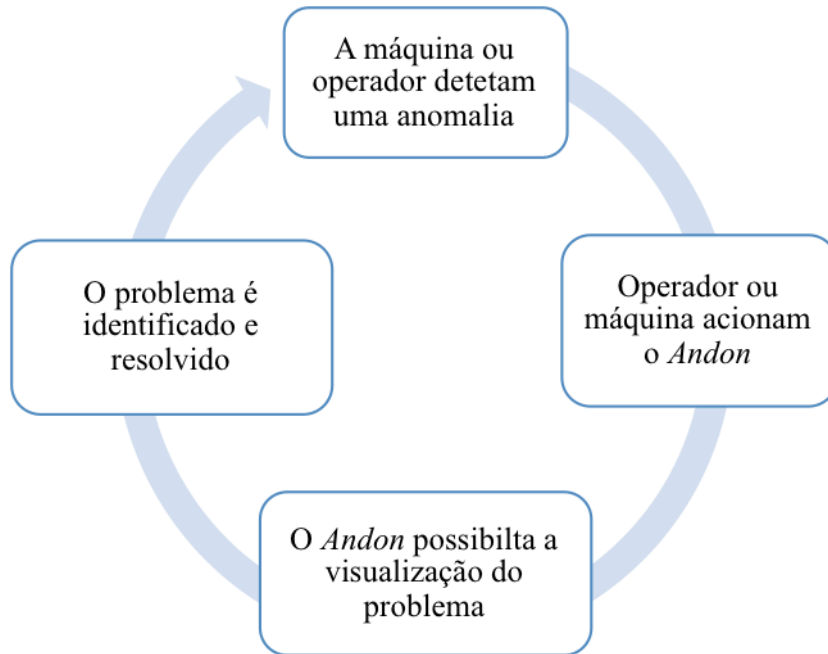 A máquina ou
operador detetam
uma anomalia
Operador ou
máquina acionam
o Andon
O Andon possibilta a
visualização do
problema
O problema é
identificado e
resolvido